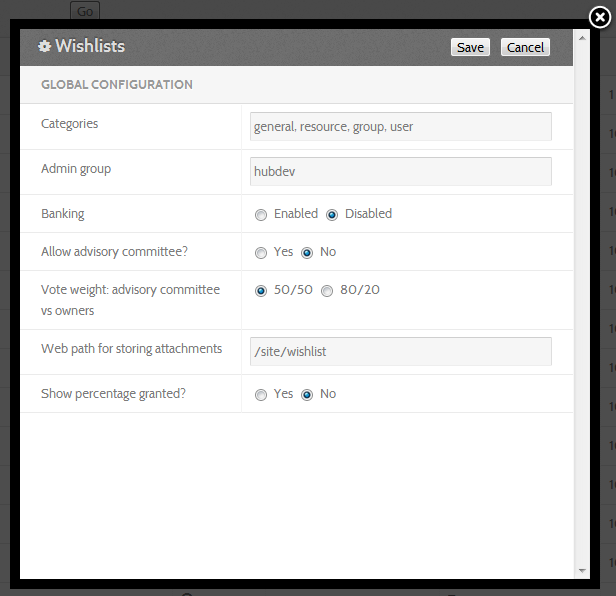 Go
Wishlists
Save Cancel
GLOBAL CONFIGURATION
Categories
general, resource, group, user
Admin group
hubdev
Banking
Enabled Disabled
Allow advisory committee?
Yes No
Vote weight: advisory committee
vs owners
50/50 80/20
Web path for storing attachments
/site/wishlist
Show percentage granted?
Yes No